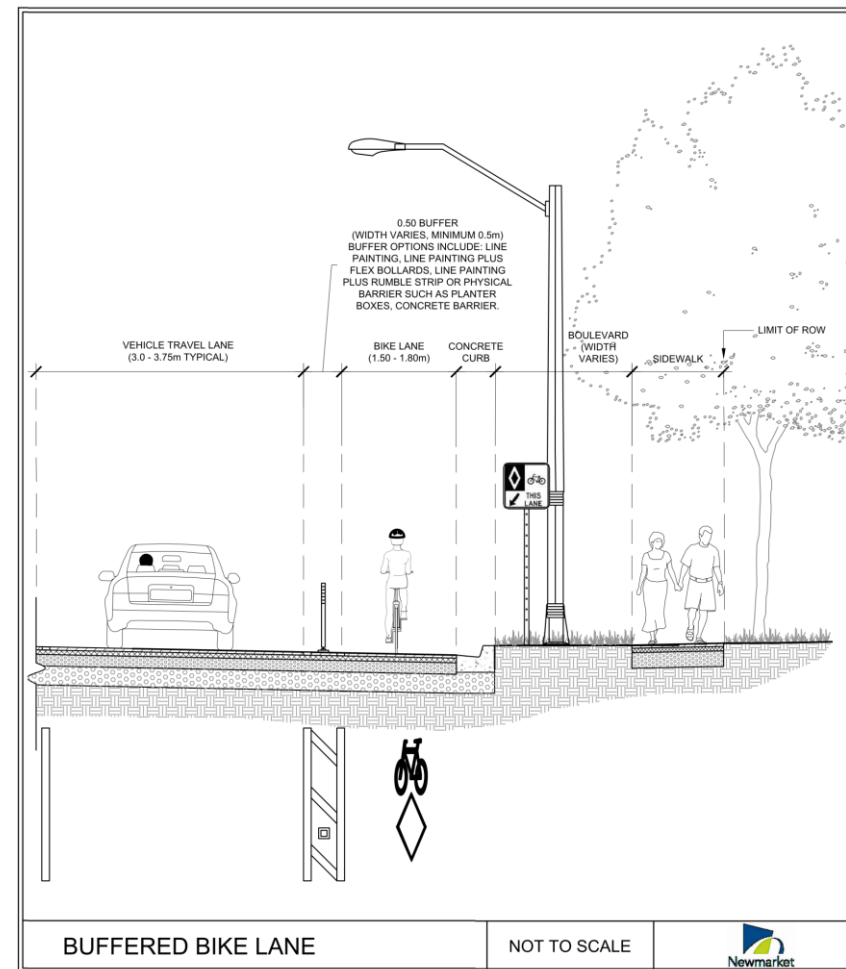 0.50 BUFFER
(WIDTH VARIES, MINIMUM 0.5m)
BUFFER OPTIONS INCLUDE: LINE
PAINTING, LINE PAINTING PLUS
FLEX BOLLARDS, LINE PAINTING
PLUS RUMBLE STRIP OR PHYSICAL
BARRIER SUCH AS PLANTER
BOXES, CONCRETE BARRIER.
VEHICLE TRAVEL LANE
(3.0 - 3.75m TYPICAL)
BIKE LANE
(1.50 - 1.80m)
CONCRETE
CURB
BOULEVARD
(WIDTH
VARIES)
SIDEWALK
LIMIT OF ROW
THIS
LANE
BUFFERED BIKE LANE
NOT TO SCALE
Newmarket